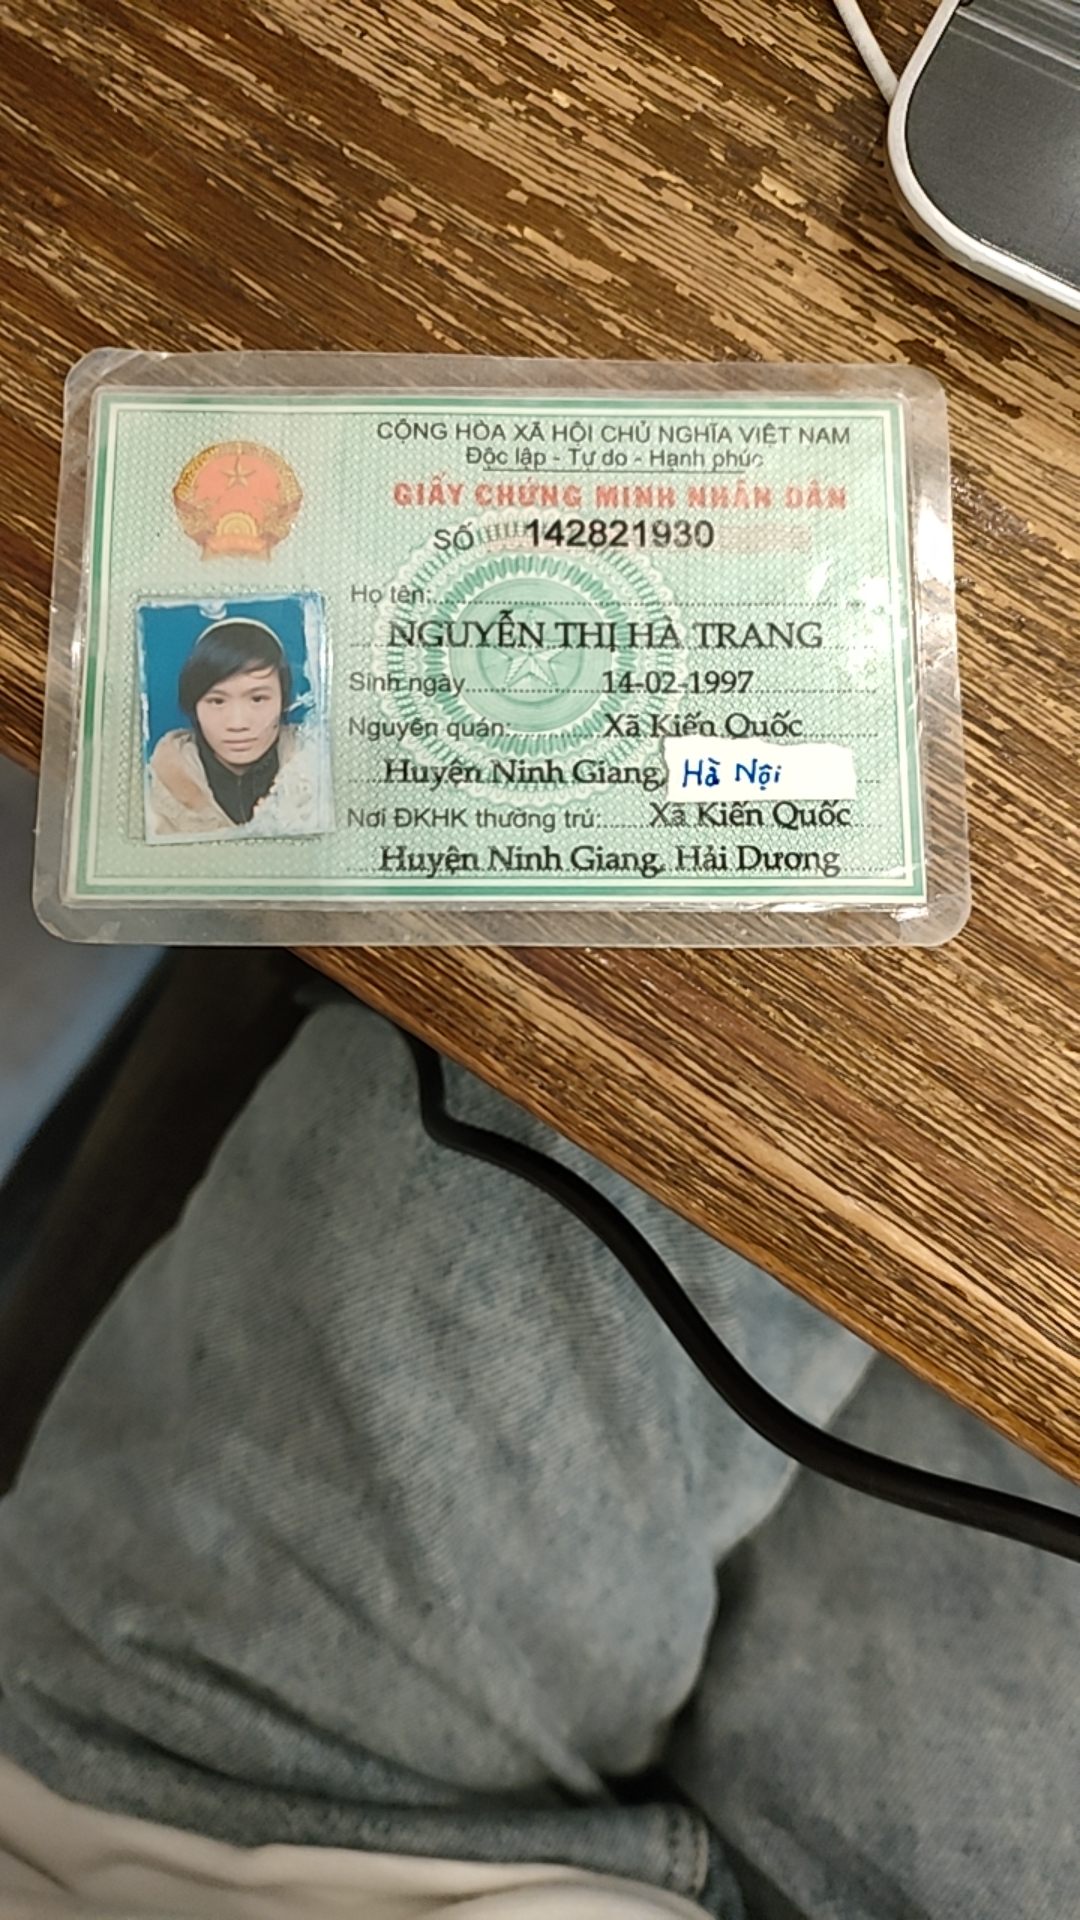 CỘNG HÒA XÃ HỘI CHỦ NGHĨA VIỆT NAM
Độc lập - Tự do - Hạnh phúc
GIẤY CHỨNG MINH NHÂN DÂN
SỐ 142821930
Họ tên:
NGUYỄN THỊ HÀ TRANG
Sinh ngày 14-02-1997
Nguyên quán: Xã Kiến Quốc
Huyện Ninh Giang, Hà Nội
Nơi ĐKHK thường trú: Xã Kiến Quốc
Huyện Ninh Giang, Hải Dương